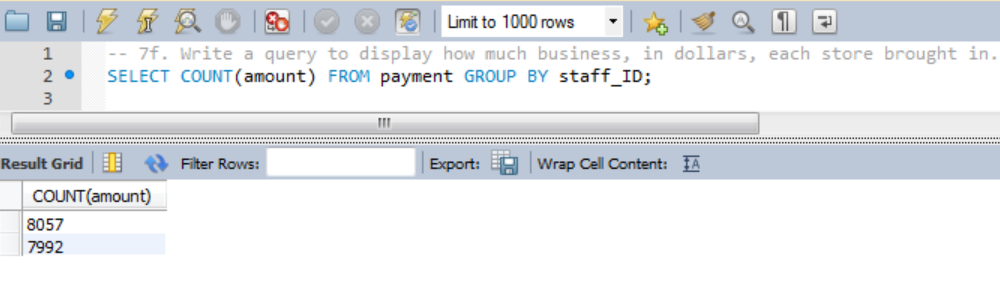 Limit to 1000 rows
1 -- 7f. Write a query to display how much business, in dollars, each store brought in.
2 SELECT COUNT(amount) FROM payment GROUP BY staff_ID;
3
Result Grid Filter Rows: Export: Wrap Cell Content:
COUNT(amount)
8057
7992